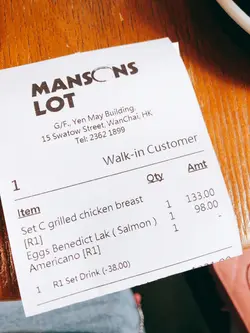 MANSONS
LOT
G/F., Yen May Building,
15 Swatow Street, WanChai, HK
Tel: 2362 1899
1 Walk-in Customer
Item Qty Amt
Set C grilled chicken breast 1 133.00
[R1]
Eggs Benedict Lak ( Salmon ) 1 98.00
Americano [R1] 1 -
1 R1 Set Drink (-38.00)